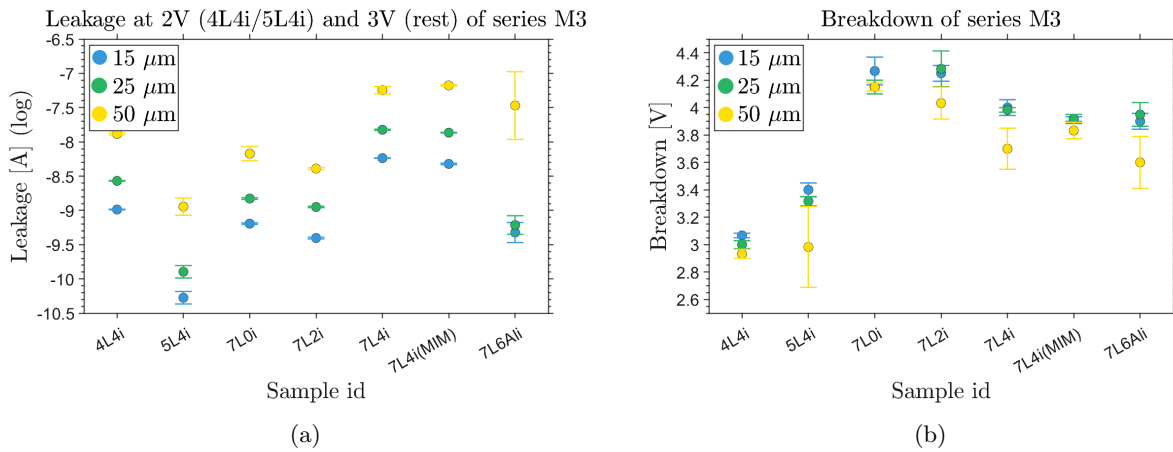 Leakage at 2V (4L4i/5L4i) and 3V (rest) of series M3
-6.5
-7
-7.5
-8
-8.5
-9
-9.5
-10
-10.5
Leakage [A] (log)
15 μm
25 μm
50 μm
4L4i
5L4i
7L0i
7L2i
7L4i
7L4i(MIM)
7L6Ali
Sample id
(a)
Breakdown of series M3
4.4
4.2
4
3.8
3.6
3.4
3.2
3
2.8
2.6
Breakdown [V]
15 μm
25 μm
50 μm
4L4i
5L4i
7L0i
7L2i
7L4i
7L4i(MIM)
7L6Ali
Sample id
(b)